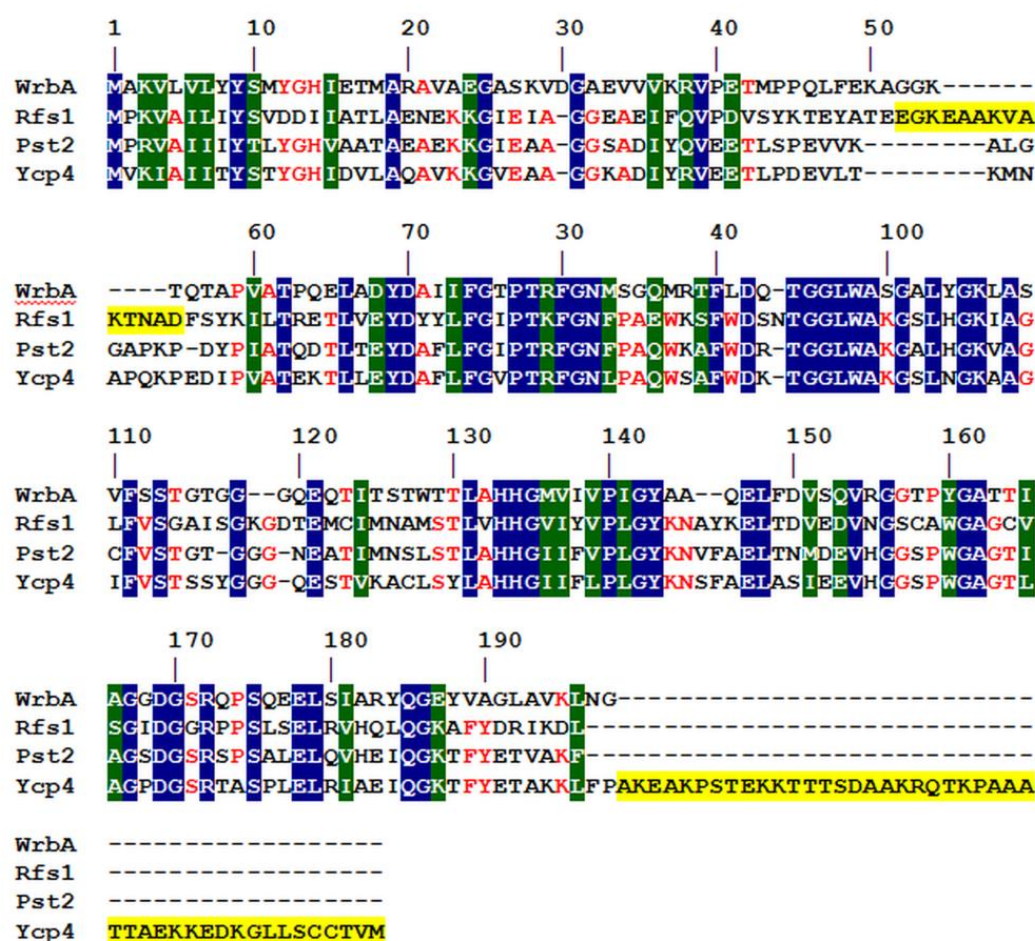 1 10 20 30 40 50
| | | | | |
WrbA MAKVLVLYYSMYGHIETMARAVAEGASKVDGAEVVVKRVPETMPPQLFEKAGGK------
Rfs1 MPKVAILIYSVDDIIATLAENEKKGIEIA-GGEAEIFQVPDVSYKTEYATEEGKEAAKVA
Pst2 MPRVAIIIYTLYGHVAATAEAEKKGIEAA-GGSADIYQVEETLSPEVVK--------ALG
Ycp4 MVKIAIITYSTYGHIDVLAQAVKKGVEAA-GGKADIYRVEETLPDEVLT--------KMN
60 70 30 40 100
| | | | |
WrbA ----TQTAPVATPQELADYDAIIFGTPTRFGNMSGQMRTFLDQ-TGGLWASGALYGKLAS
Rfs1 KTNADFSYKILTRETLVEYDYYLFGIPTKFGNFPAEWKSFWDSNTGGLWAKGSLHGKIAG
Pst2 GAPKP-DYPIATQDTLTEYDAFLFGIPTRFGNFPAQWKAFWDR-TGGLWAKGALHGKVAG
Ycp4 APQKPEDIPVATEKTLLEYDAFLFGVPTRFGNLPAQWSAFWDK-TGGLWAKGSLNGKAAG
110 120 130 140 150 160
| | | | | |
WrbA VFSSTGTGG--GQEQTITSTWTTLAHHGMVIVPIGYAA--QELFDVSQVRGGTPYGATTI
Rfs1 LFVSGAISGKGDTEMCIMNAMSTLVHHGVIYVPLGYKNAYKELTDVEDVNGSCAWGAGCV
Pst2 CFVSTGT-GGG-NEATIMNSLSTLAHHGIIFVPLGYKNVFAELTNMDEVHGGSPWGAGTI
Ycp4 IFVSTSSYGGG-QESTVKACLSYLAHHGIIFLPLGYKNSFAELASIEEVHGGSPWGAGTL
170 180 190
| | |
WrbA AGGDGSRQPSQEELSIARYQGEYVAGLAVKLNG---------------------------
Rfs1 SGIDGGRPPSLSELRVHQLQGKAFYDRIKDL-----------------------------
Pst2 AGSDGSRSPSALELQVHEIQGKTFYETVAKF-----------------------------
Ycp4 AGPDGSRTASPLELRIAEIQGKTFYETAKKLFPAKEAKPSTEKKTTTSDAAKRQTKPAAA
WrbA ------------------
Rfs1 ------------------
Pst2 ------------------
Ycp4 TTAEKKEDKGLLSCCTVM